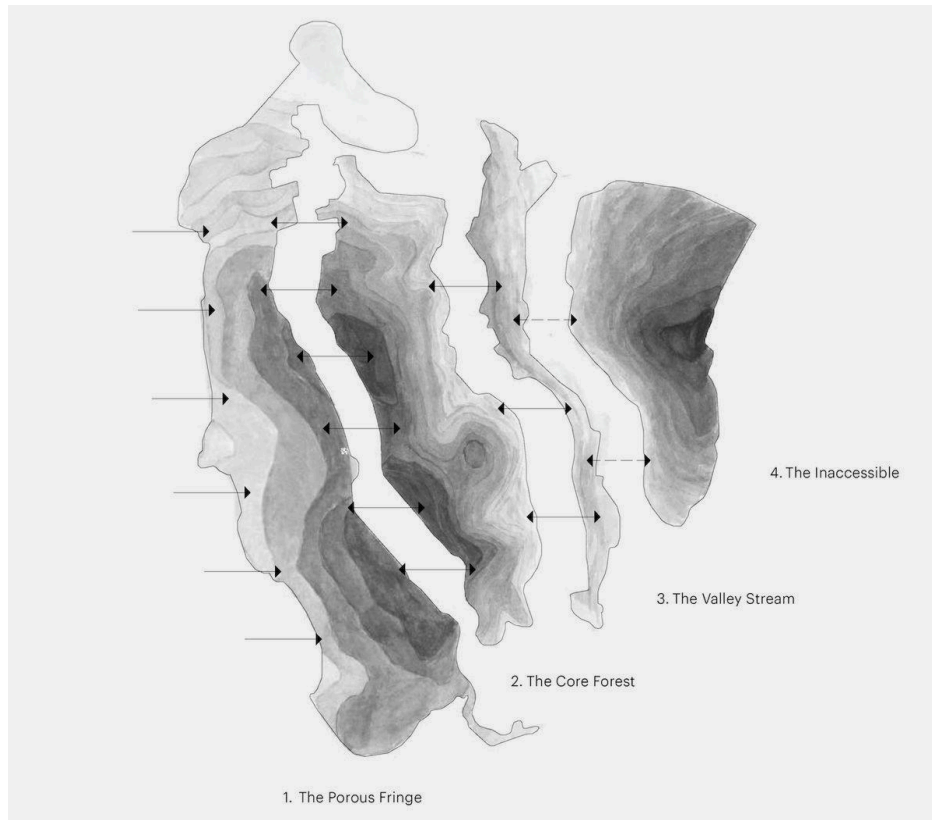 4. The Inaccessible
3. The Valley Stream
2. The Core Forest
1. The Porous Fringe